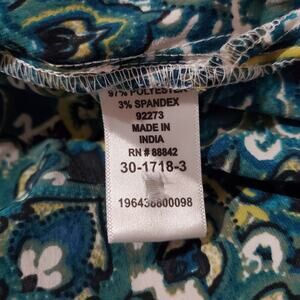 97% POLYESTER
3% SPANDEX
92273
MADE IN
INDIA
RN # 88842
30-1718-3
196438800098